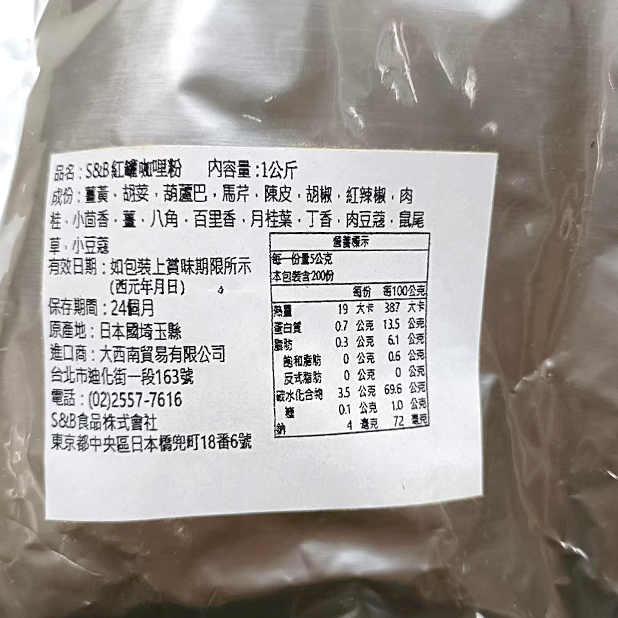 品名：S&B紅罐咖哩粉　內容量：1公斤
成份：薑黃，胡荽，葫蘆巴，馬芹，陳皮，胡椒，紅辣椒，肉
桂，小茴香，薑，八角，百里香，月桂葉，丁香，肉豆蔻，鼠尾
草，小豆蔻
有效日期：如包裝上賞味期限所示
(西元年月日)
保存期間：24個月
原產地：日本國埼玉縣
進口商：大西南貿易有限公司
台北市迪化街一段163號
電話：(02)2557-7616
S&B食品株式會社
東京都中央區日本橋兜町18番6號
營養標示
每一份量5公克
本包裝含200份
每份 每100公克
熱量 19 大卡 387 大卡
蛋白質 0.7 公克 13.5 公克
脂肪 0.3 公克 6.1 公克
飽和脂肪 0 公克 0.6 公克
反式脂肪 0 公克 0 公克
碳水化合物 3.5 公克 69.6 公克
糖 0.1 公克 1.0 公克
鈉 4 毫克 72 毫克